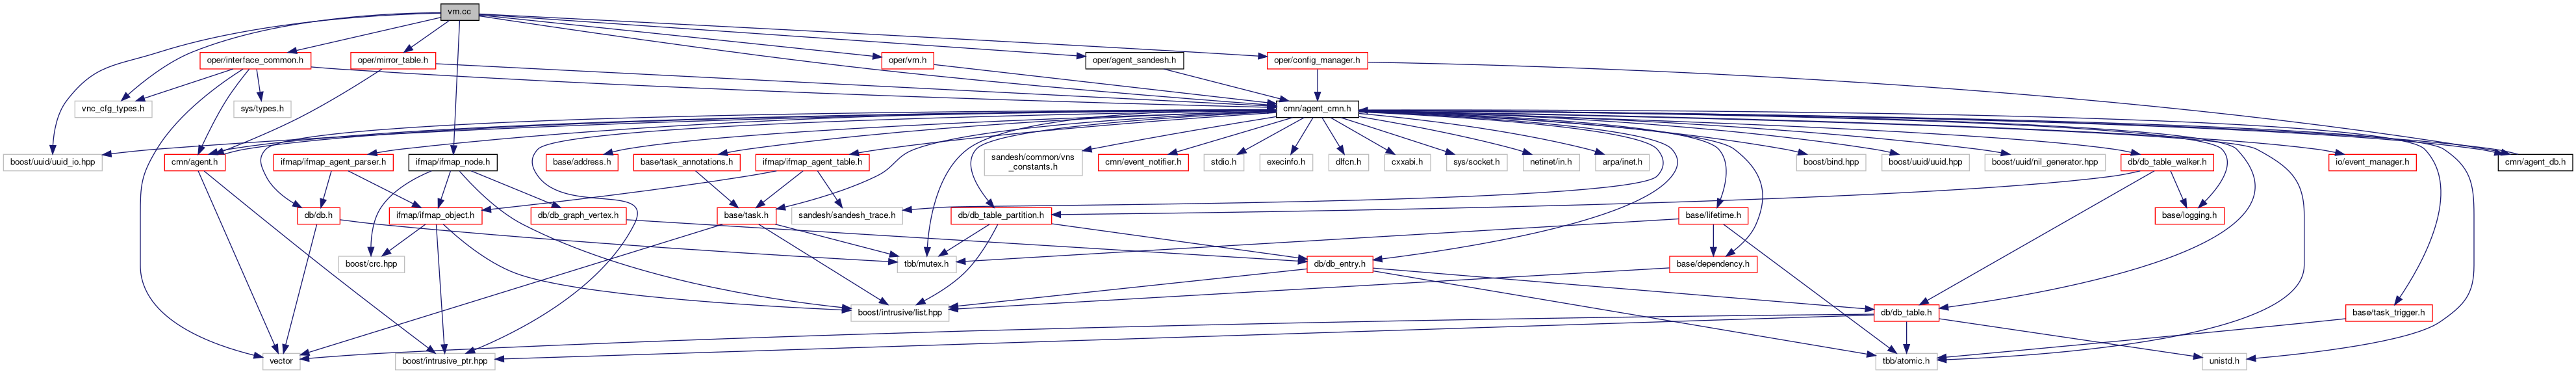 vm.cc
oper/interface_common.h
oper/mirror_table.h
oper/vm.h
oper/agent_sandesh.h
oper/config_manager.h
vnc_cfg_types.h
sys/types.h
cmn/agent_cmn.h
boost/uuid/uuid_io.hpp
cmn/agent.h
ifmap/ifmap_agent_parser.h
ifmap/ifmap_node.h
base/address.h
base/task_annotations.h
ifmap/ifmap_agent_table.h
sandesh/common/vns
_constants.h
cmn/event_notifier.h
stdio.h
execinfo.h
dlfcn.h
cxxabi.h
sys/socket.h
netinet/in.h
arpa/inet.h
boost/bind.hpp
boost/uuid/uuid.hpp
boost/uuid/nil_generator.hpp
db/db_table_walker.h
io/event_manager.h
cmn/agent_db.h
db/db.h
ifmap/ifmap_object.h
db/db_graph_vertex.h
base/task.h
sandesh/sandesh_trace.h
db/db_table_partition.h
base/lifetime.h
base/logging.h
boost/crc.hpp
tbb/mutex.h
db/db_entry.h
base/dependency.h
boost/intrusive/list.hpp
db/db_table.h
base/task_trigger.h
vector
boost/intrusive_ptr.hpp
tbb/atomic.h
unistd.h